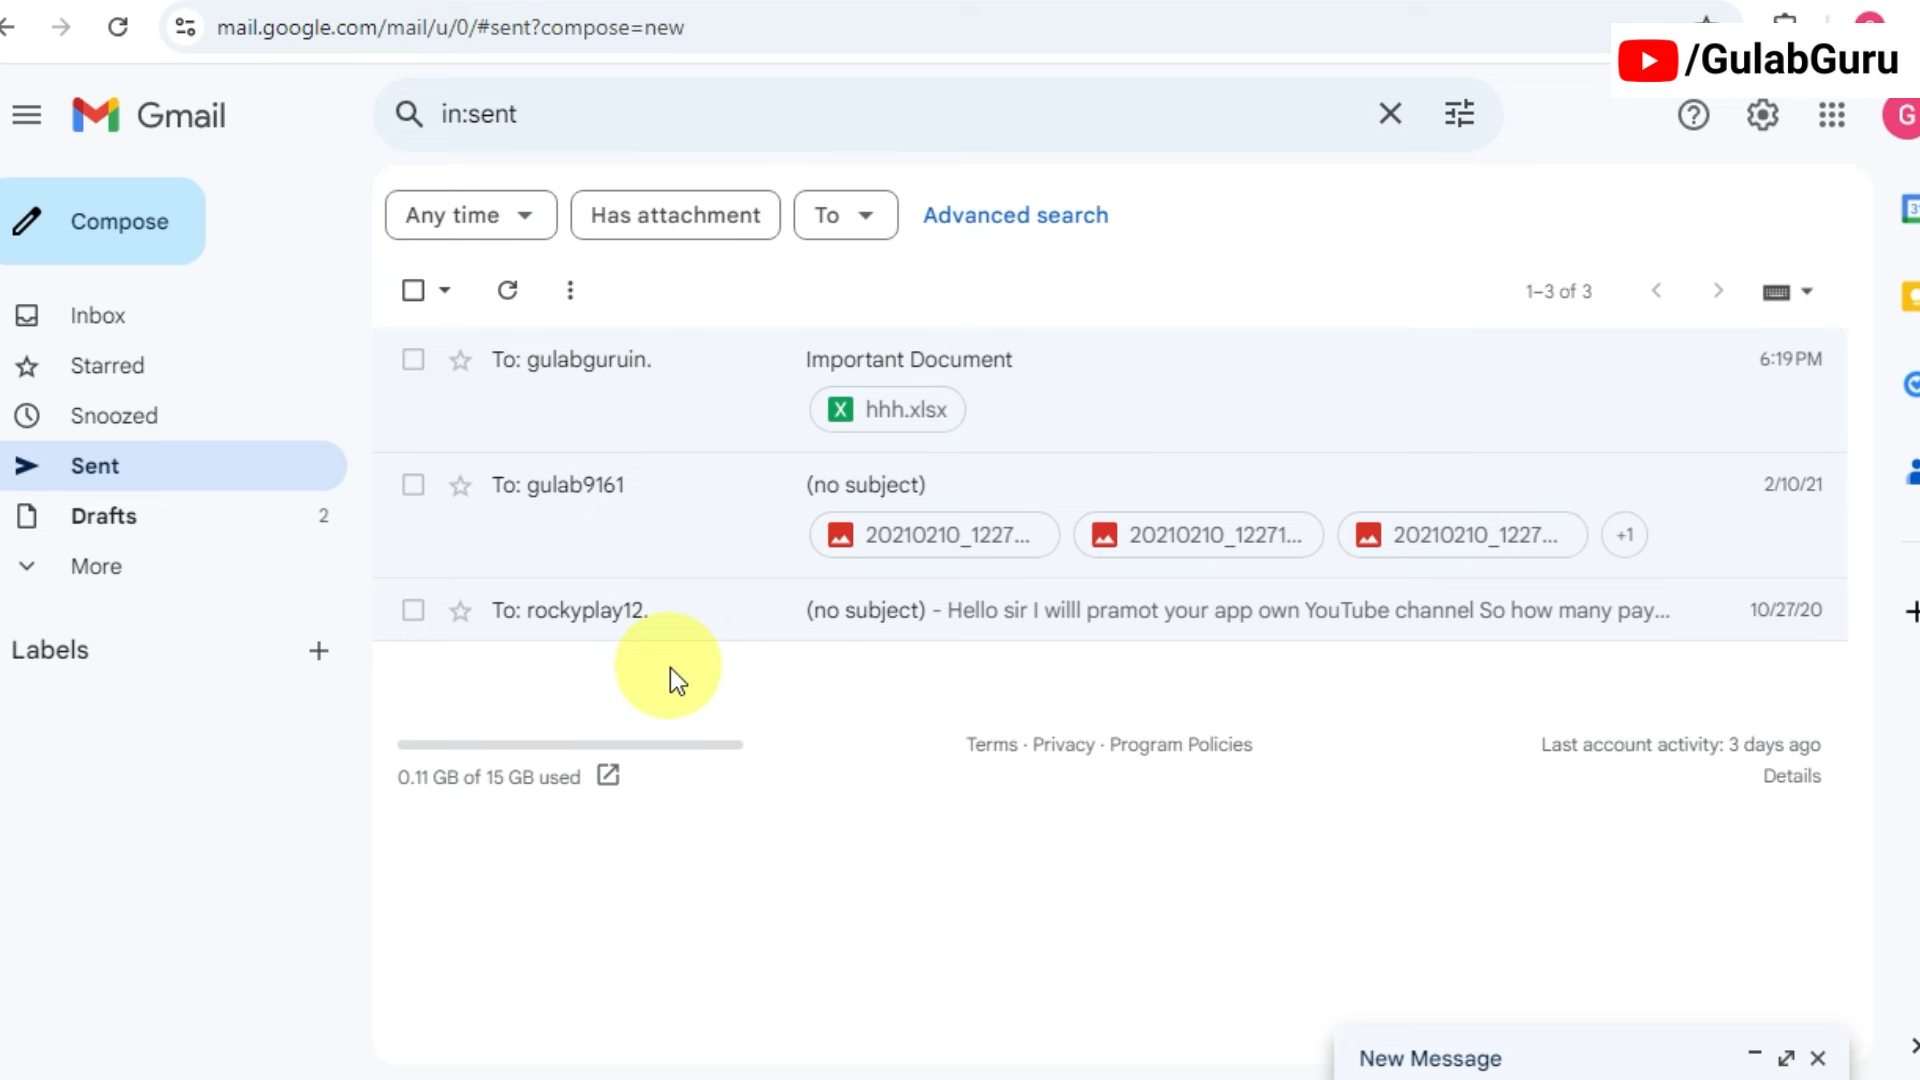 mail.google.com/mail/u/0/#sent?compose=new
/GulabGuru
Gmail
in:sent
G
Compose
Any time
Has attachment
To
Advanced search
1–3 of 3
Inbox
Starred
Snoozed
Sent
Drafts 2
More
Labels
To: gulabguruin. Important Document 6:19 PM
X hhh.xlsx
To: gulab9161 (no subject) 2/10/21
20210210_1227... 20210210_12271... 20210210_1227... +1
To: rockyplay12. (no subject) - Hello sir I willl pramot your app own YouTube channel So how many pay... 10/27/20
0.11 GB of 15 GB used
Terms · Privacy · Program Policies
Last account activity: 3 days ago
Details
New Message